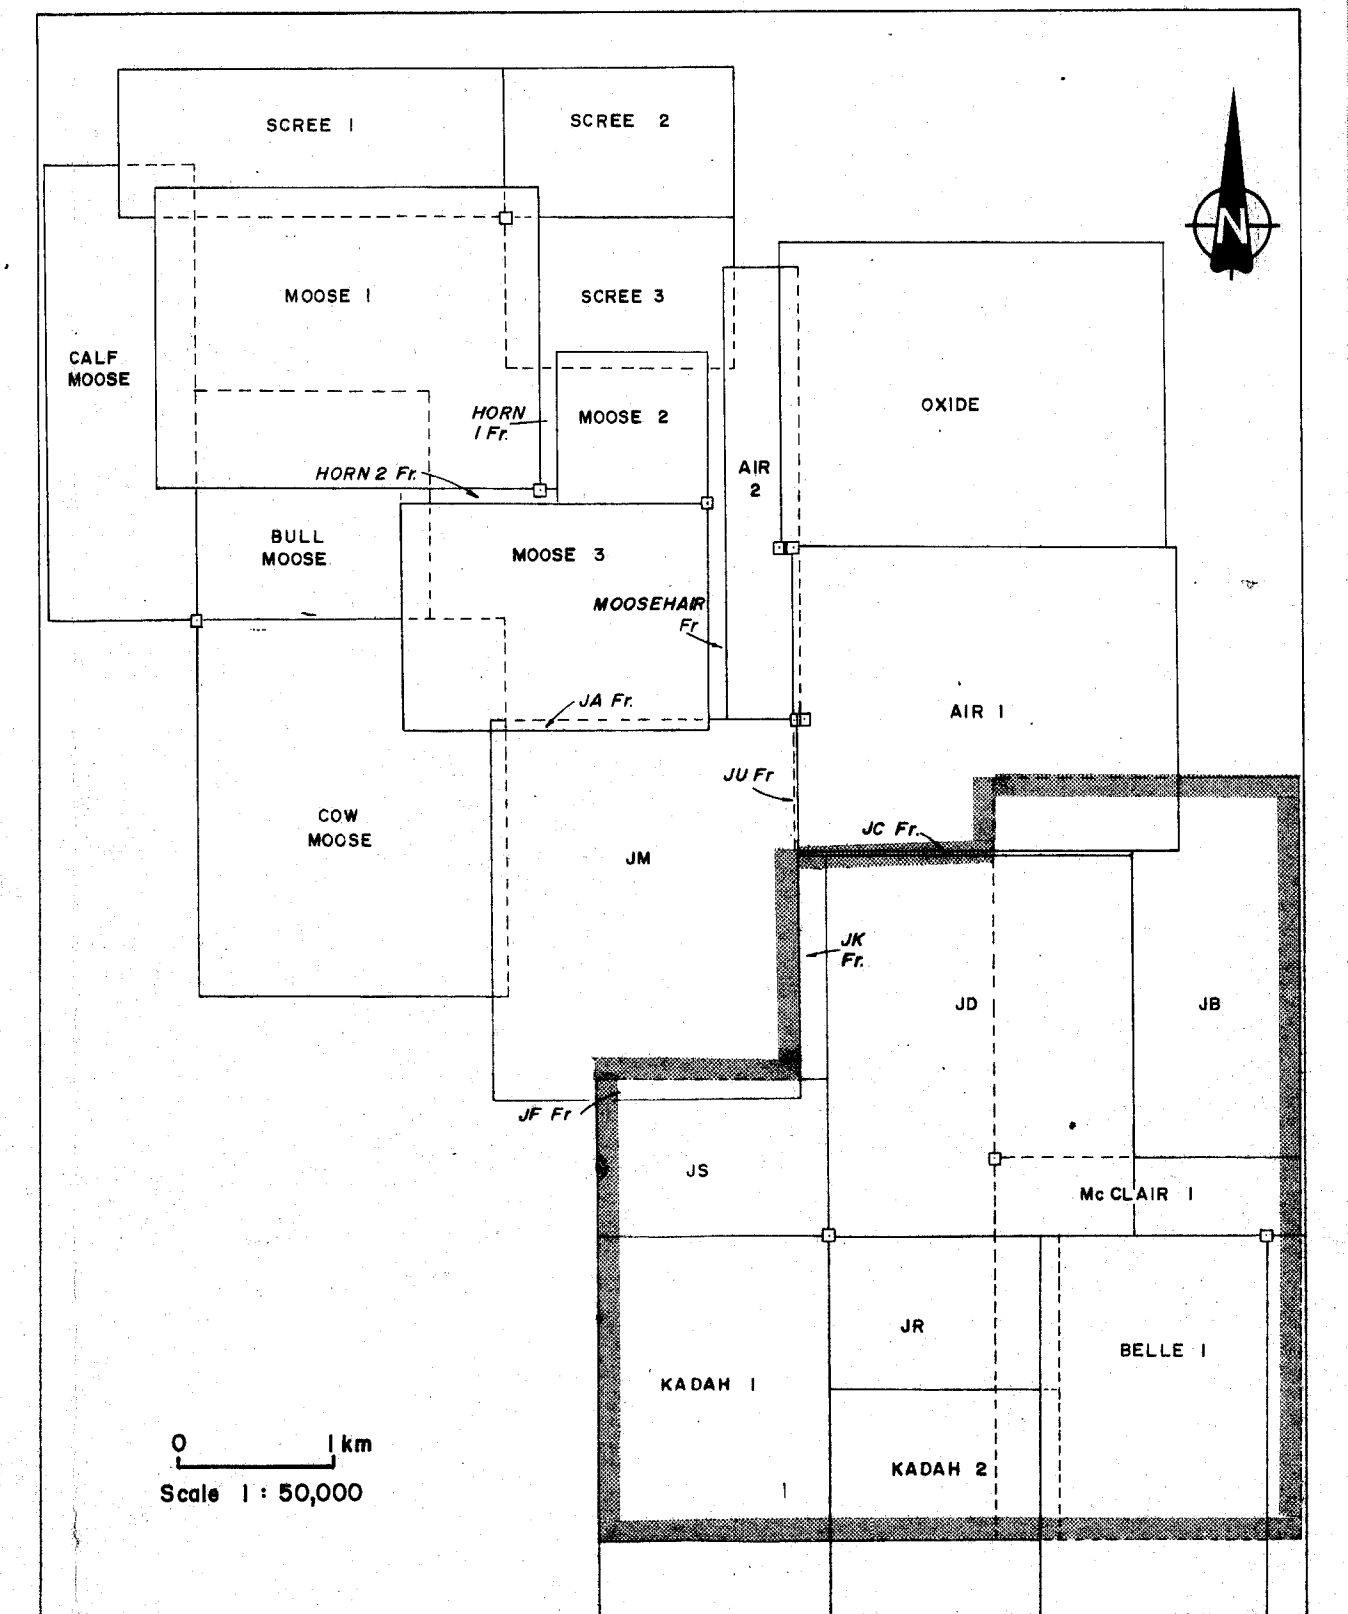 SCREE 1
SCREE 2
N
MOOSE 1
SCREE 3
CALF
MOOSE
OXIDE
HORN
1 Fr.
MOOSE 2
HORN 2 Fr.
AIR
2
BULL
MOOSE
MOOSE 3
MOOSEHAIR
Fr
JA Fr.
AIR 1
JU Fr
COW
MOOSE
JC Fr.
JM
JK
Fr.
JD
JB
JF Fr
JS
Mc CLAIR 1
JR
BELLE 1
KADAH 1
0 1 km
KADAH 2
Scale 1 : 50,000